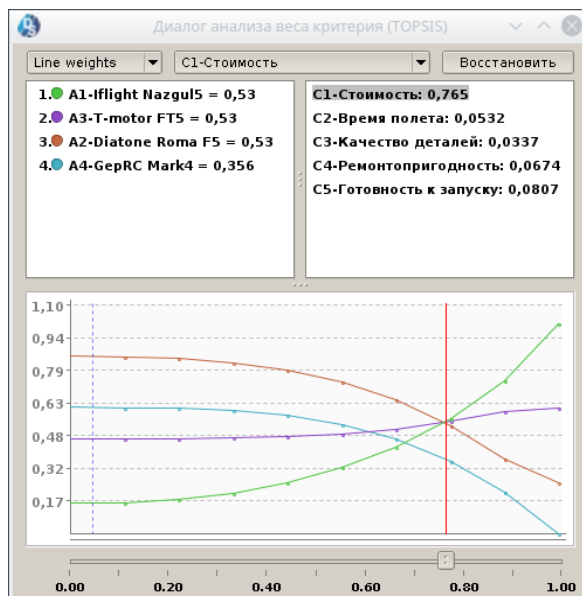 Диалог анализа веса критерия (TOPSIS)
Line weights
C1-Стоимость
Восстановить
1. A1-Iflight Nazgul5 = 0,53
2. A3-T-motor FT5 = 0,53
3. A2-Diatone Roma F5 = 0,53
4. A4-GepRC Mark4 = 0,356
C1-Стоимость: 0,765
C2-Время полета: 0,0532
C3-Качество деталей: 0,0337
C4-Ремонтопригодность: 0,0674
C5-Готовность к запуску: 0,0807
1,10
0,94
0,79
0,63
0,48
0,32
0,17
0.00 0.20 0.40 0.60 0.80 1.00